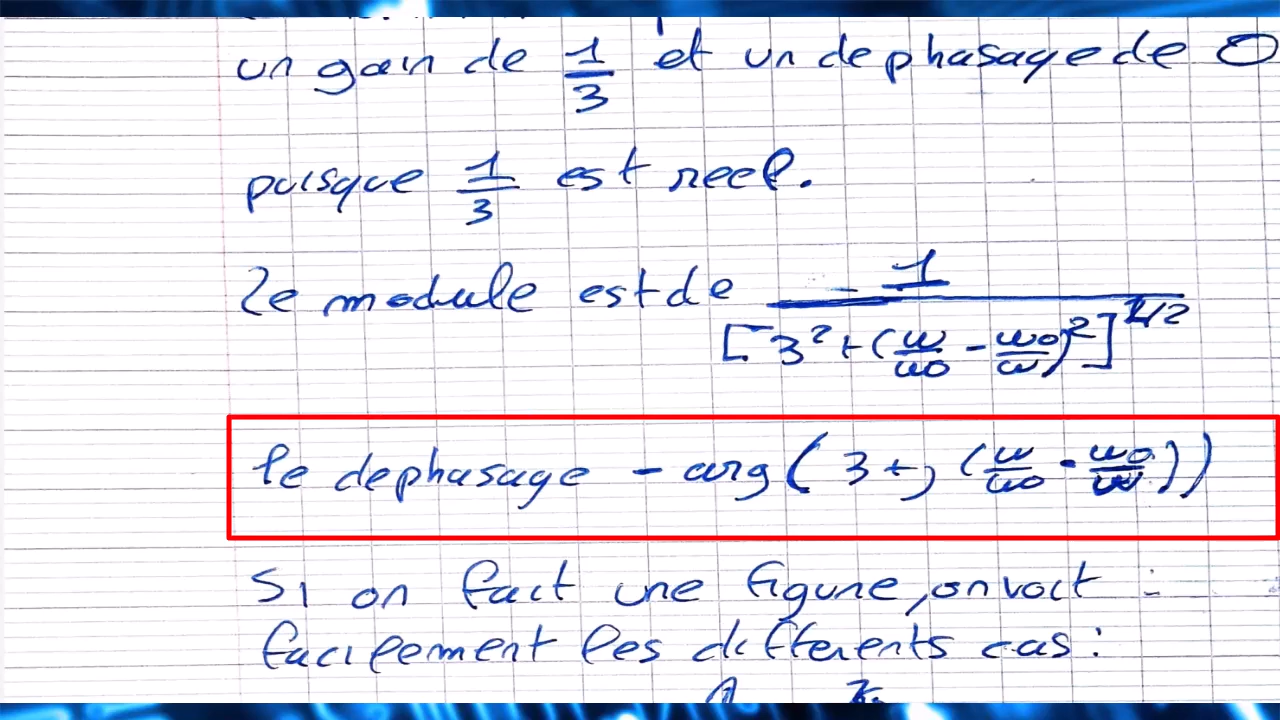 un gain de 1/3 et un dephasage de 0
puisque 1/3 est reel.
le module est de 1/[3²+(ω/ω0 - ω0/ω)²]^1/2
le dephasage - arg(3+j(ω/ω0 - ω0/ω))
Si on fait une figure, on voit
facilement les differents cas: